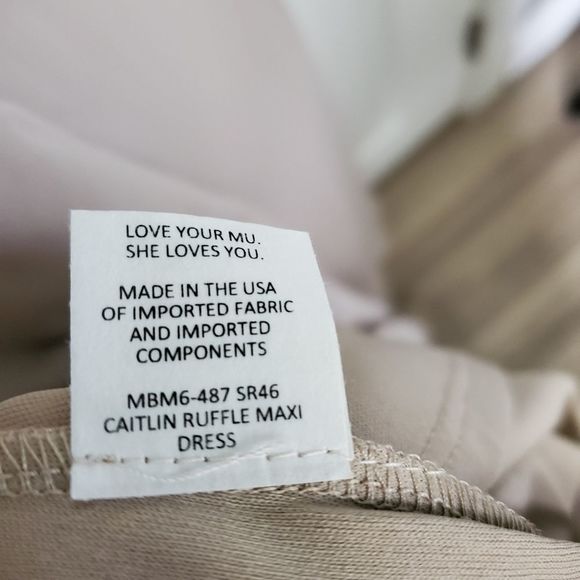 LOVE YOUR MU.
SHE LOVES YOU.
MADE IN THE USA
OF IMPORTED FABRIC
AND IMPORTED
COMPONENTS
MBM6-487 SR46
CAITLIN RUFFLE MAXI
DRESS